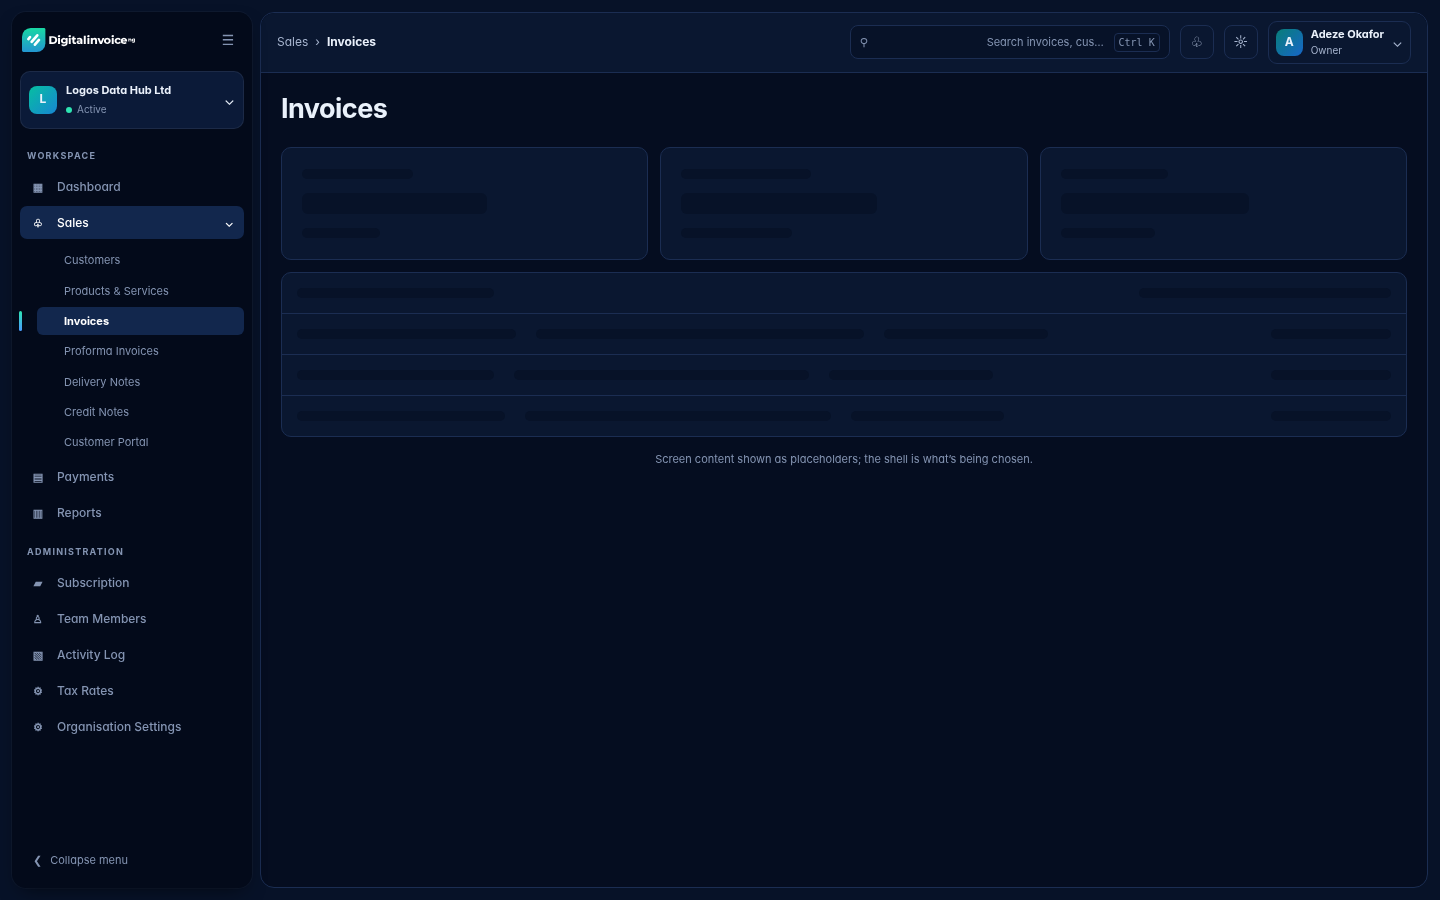 Digitalinvoice.ng
Logos Data Hub Ltd
L
Active
WORKSPACE
Dashboard
Sales
Customers
Products & Services
Invoices
Proforma Invoices
Delivery Notes
Credit Notes
Customer Portal
Payments
Reports
ADMINISTRATION
Subscription
Team Members
Activity Log
Tax Rates
Organisation Settings
Collapse menu
Sales › Invoices
Search invoices, cus... Ctrl K
A
Adeze Okafor
Owner
Invoices
Screen content shown as placeholders; the shell is what's being chosen.